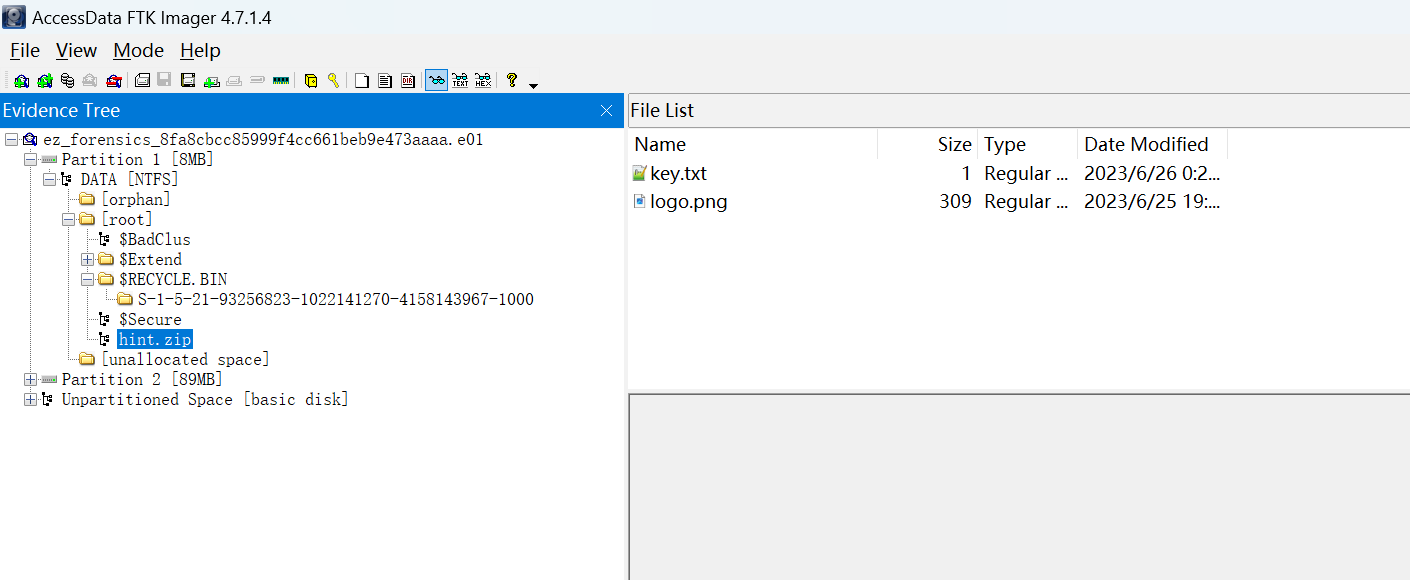 AccessData FTK Imager 4.7.1.4
File View Mode Help
Evidence Tree
ez_forensics_8fa8cbcc85999f4cc661beb9e473aaaa.e01
Partition 1 [8MB]
DATA [NTFS]
[orphan]
[root]
$BadClus
$Extend
$RECYCLE.BIN
S-1-5-21-93256823-1022141270-4158143967-1000
$Secure
hint.zip
[unallocated space]
Partition 2 [89MB]
Unpartitioned Space [basic disk]
File List
Name Size Type Date Modified
key.txt 1 Regular ... 2023/6/26 0:2...
logo.png 309 Regular ... 2023/6/25 19:...